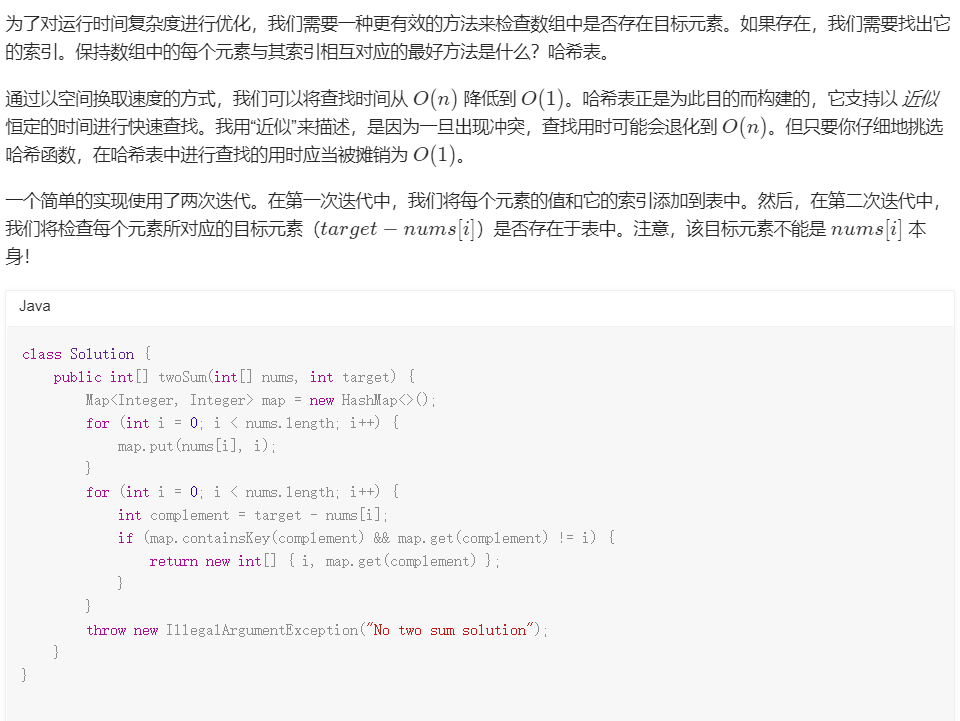 为了对运行时间复杂度进行优化，我们需要一种更有效的方法来检查数组中是否存在目标元素。如果存在，我们需要找出它
的索引。保持数组中的每个元素与其索引相互对应的最好方法是什么？哈希表。
通过以空间换取速度的方式，我们可以将查找时间从 O(n) 降低到 O(1)。哈希表正是为此目的而构建的，它支持以 近似
恒定的时间进行快速查找。我用“近似”来描述，是因为一旦出现冲突，查找用时可能会退化到 O(n)。但只要你仔细地挑选
哈希函数，在哈希表中进行查找的用时应当被摊销为 O(1)。
一个简单的实现使用了两次迭代。在第一次迭代中，我们将每个元素的值和它的索引添加到表中。然后，在第二次迭代中，
我们将检查每个元素所对应的目标元素（target − nums[i]）是否存在于表中。注意，该目标元素不能是 nums[i] 本
身！
Java
class Solution {
    public int[] twoSum(int[] nums, int target) {
        Map<Integer, Integer> map = new HashMap<>();
        for (int i = 0; i < nums.length; i++) {
            map.put(nums[i], i);
        }
        for (int i = 0; i < nums.length; i++) {
            int complement = target - nums[i];
            if (map.containsKey(complement) && map.get(complement) != i) {
                return new int[] { i, map.get(complement) };
            }
        }
        throw new IllegalArgumentException("No two sum solution");
    }
}